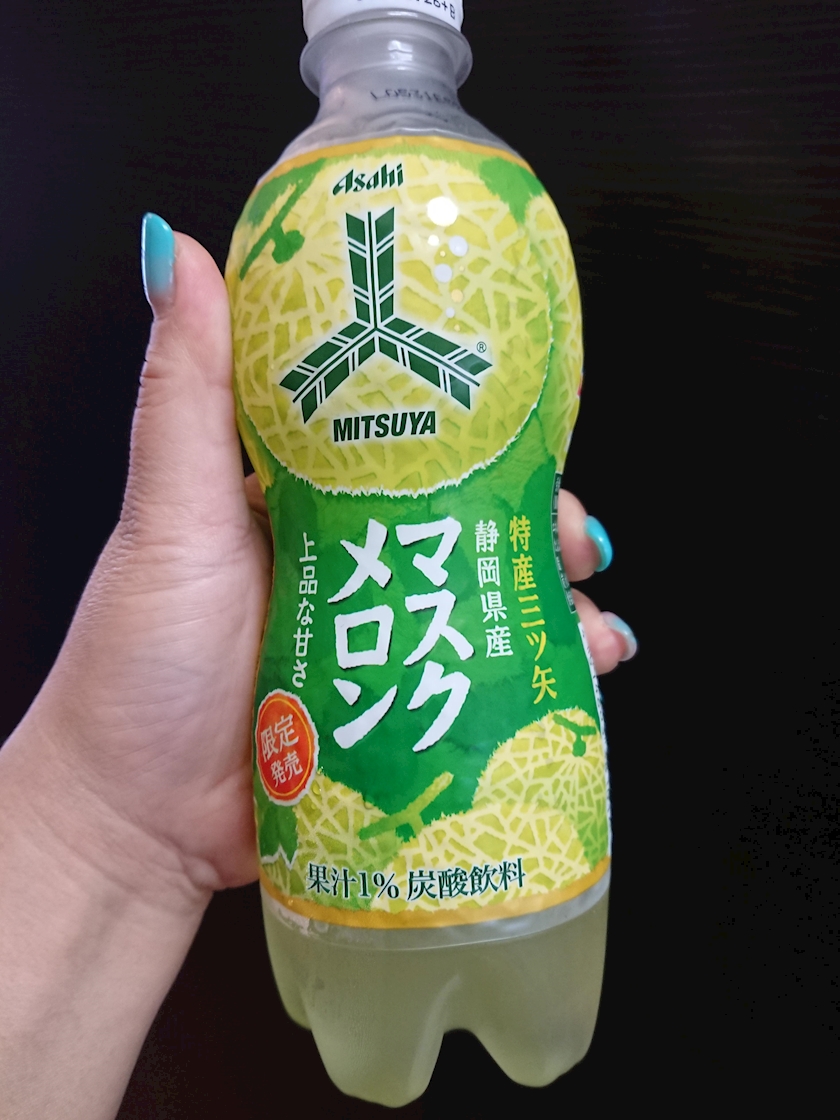 Asahi
®
MITSUYA
特産三ツ矢
静岡県産
マスク
メロン
上品な甘さ
限定
発売
果汁1% 炭酸飲料